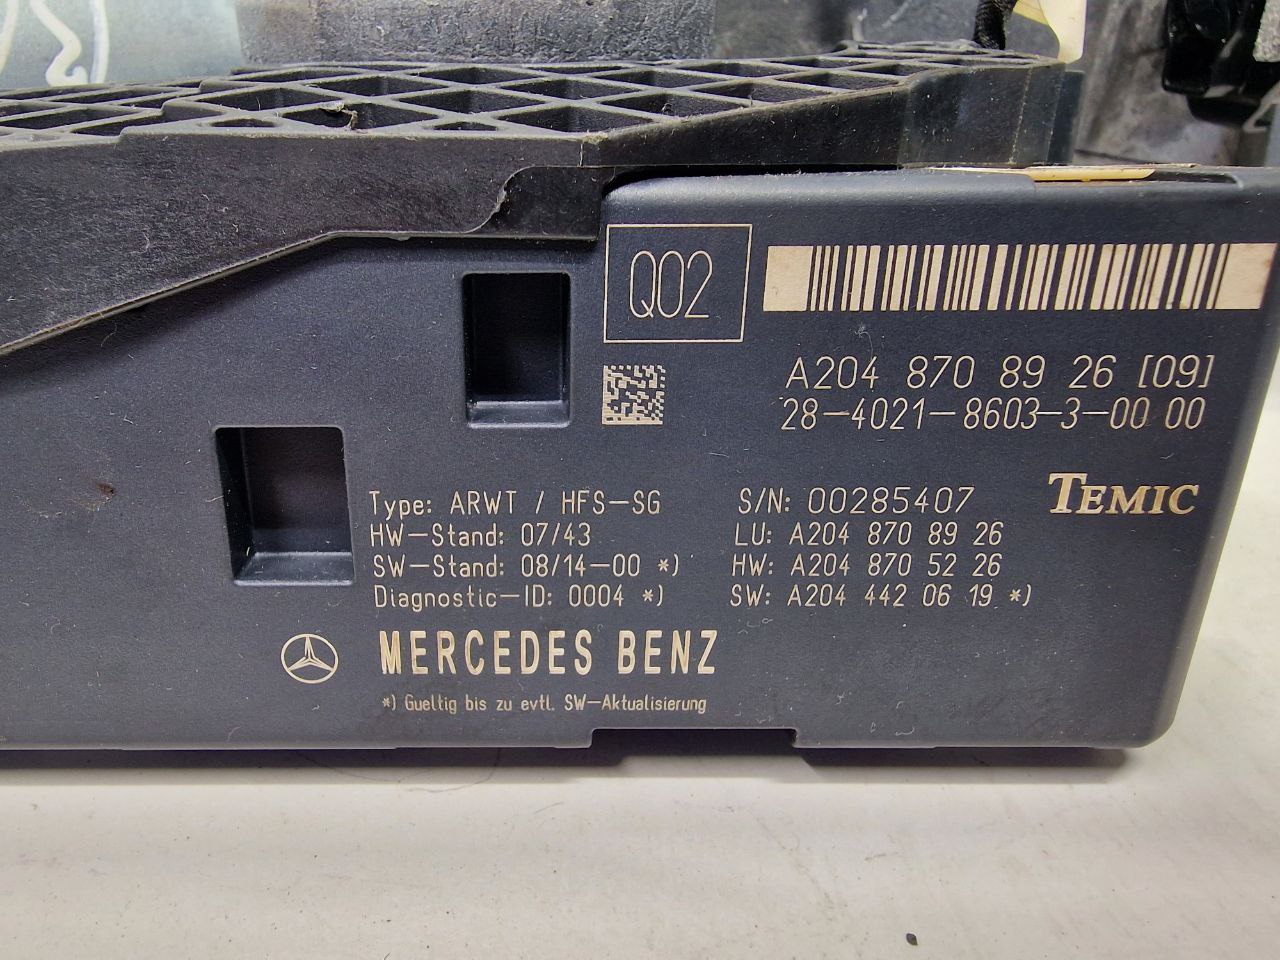 Q02
A204 870 89 26 [09]
28-4021-8603-3-00 00
TEMIC
Type: ARWT / HFS-SG
HW-Stand: 07/43
SW-Stand: 08/14-00 *)
Diagnostic-ID: 0004 *)
S/N: 00285407
LU: A204 870 89 26
HW: A204 870 52 26
SW: A204 442 06 19 *)
MERCEDES BENZ
*) Gueltig bis zu evtl. SW-Aktualisierung